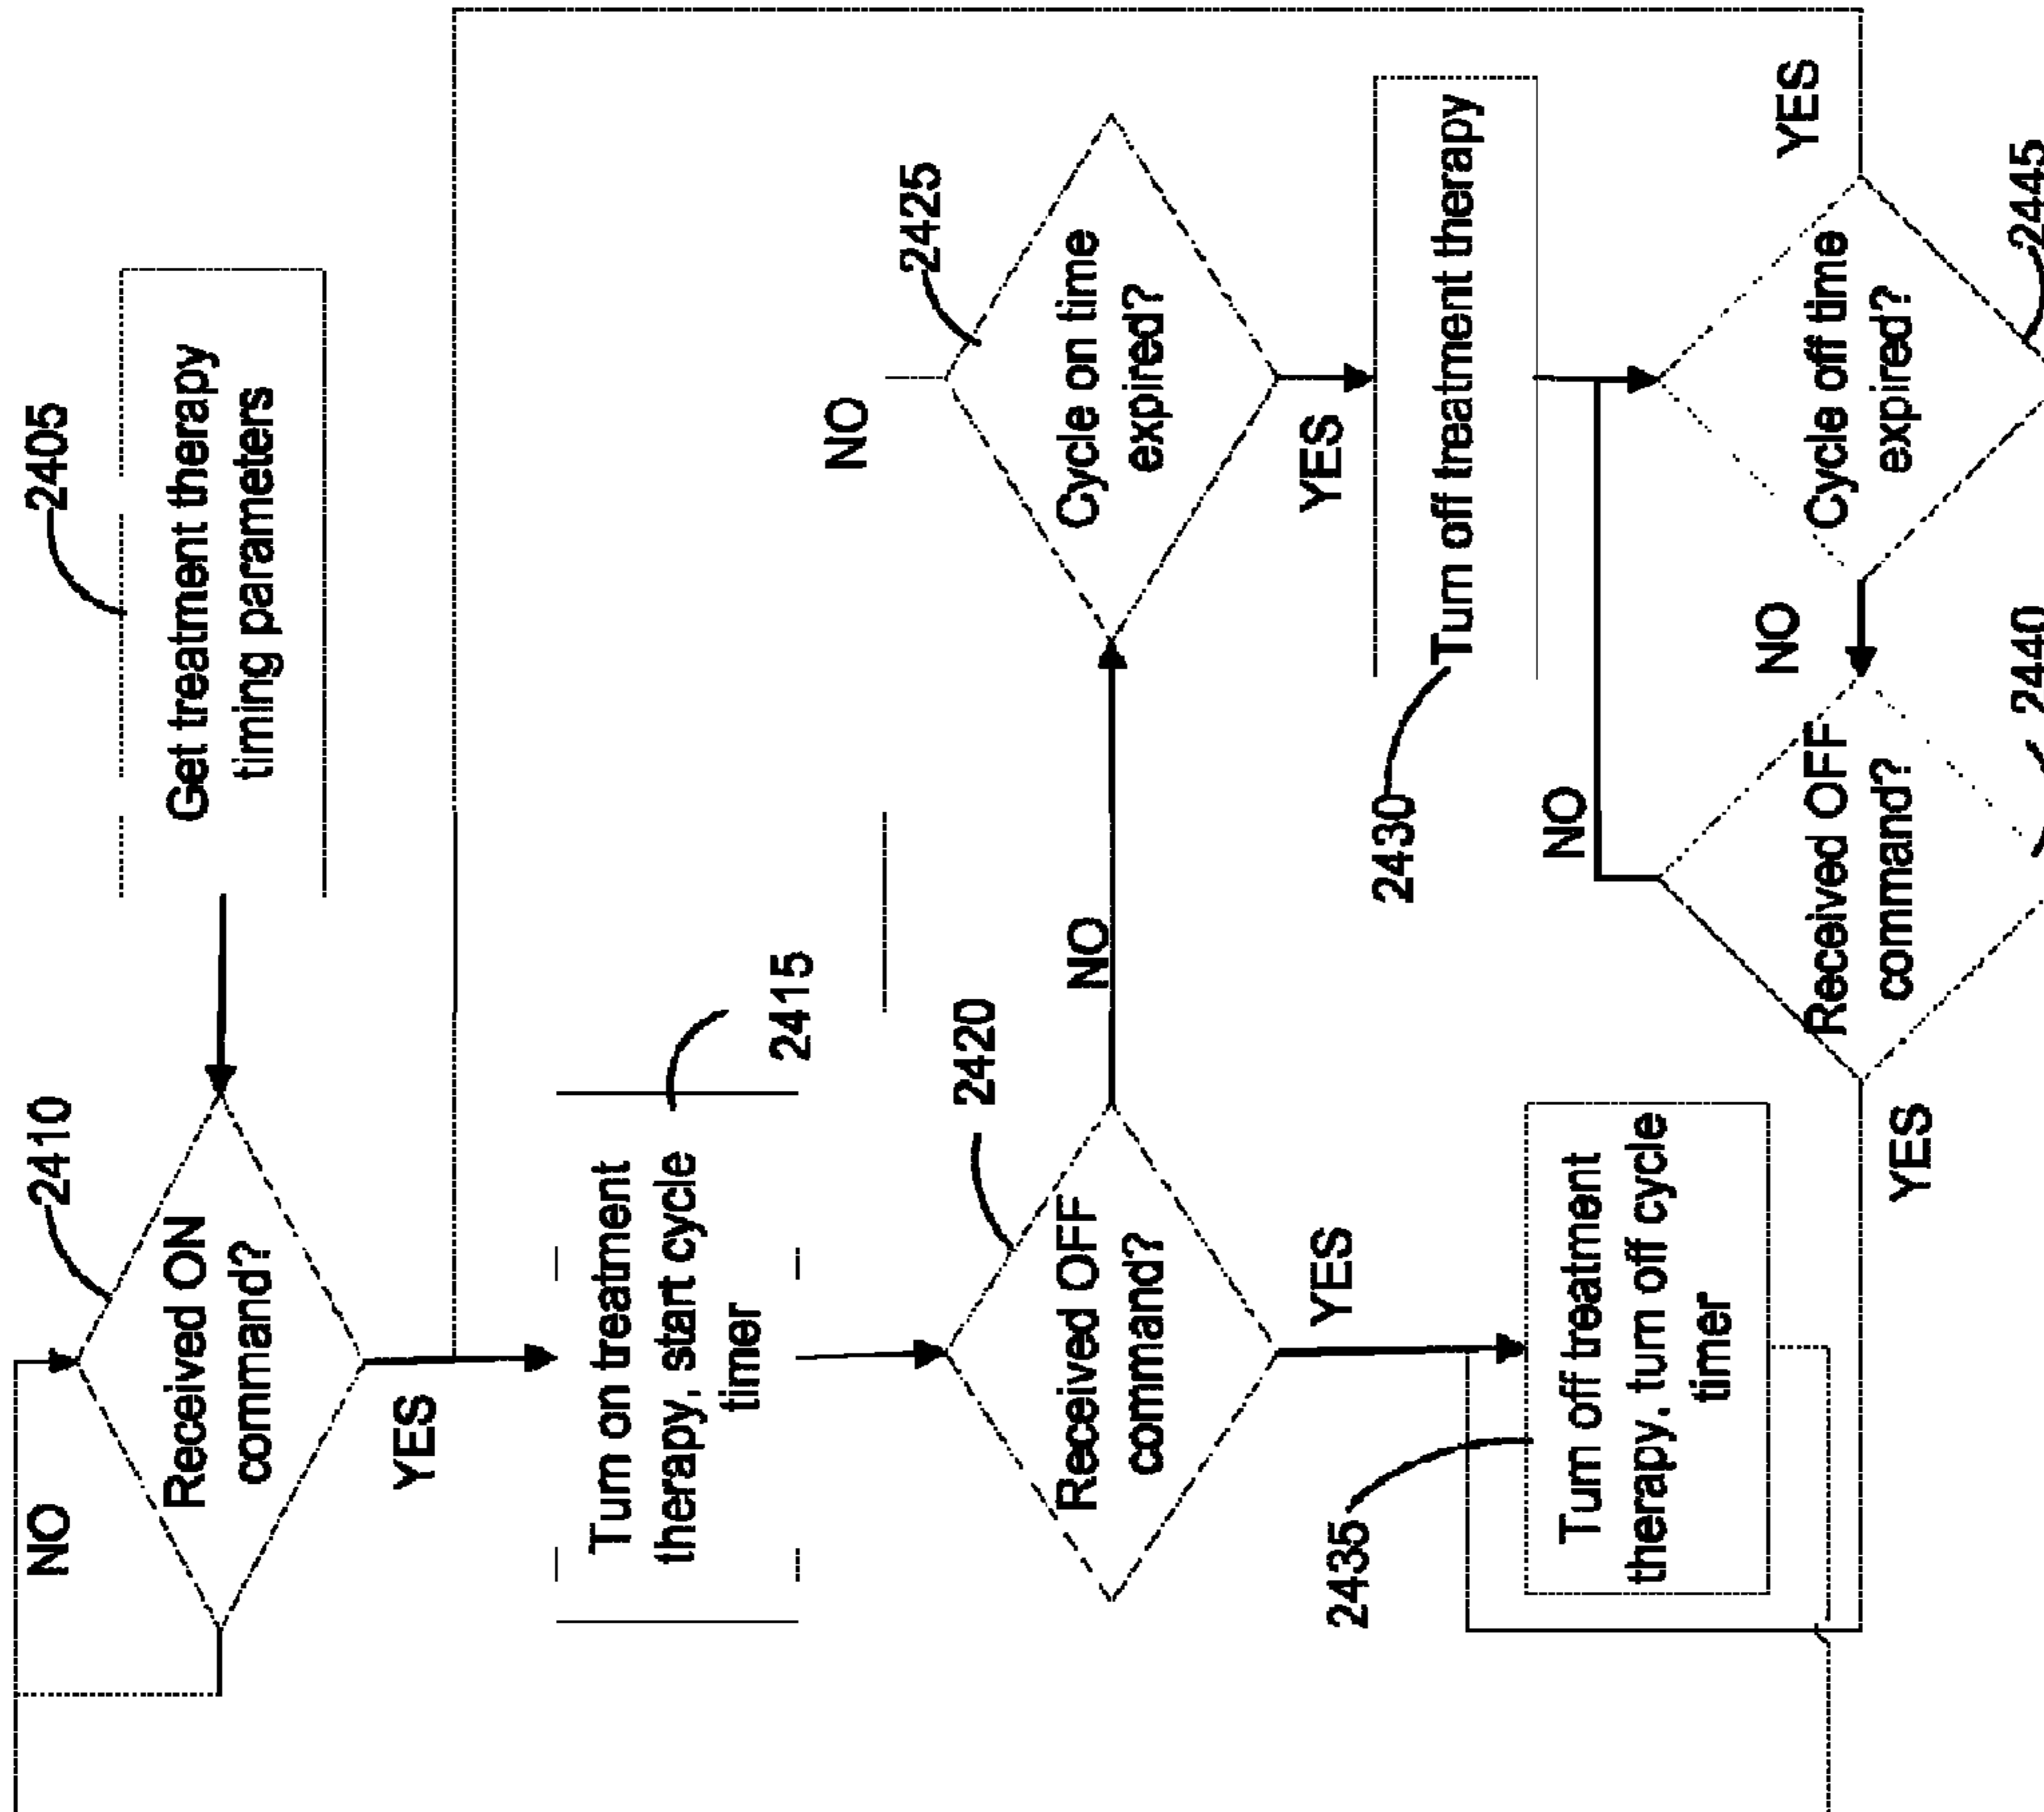 2405
Get treatment therapy
timing parameters
2410
Received ON
command?
NO
YES
2415
Turn on treatment
therapy, start cycle
timer
2420
Received OFF
command?
NO
YES
2425
Cycle on time
expired?
NO
YES
2430
Turn off treatment therapy
2435
Turn off treatment
therapy, turn off cycle
timer
2445
Cycle off time
expired?
YES
NO
2440
Received OFF
command?
NO
YES